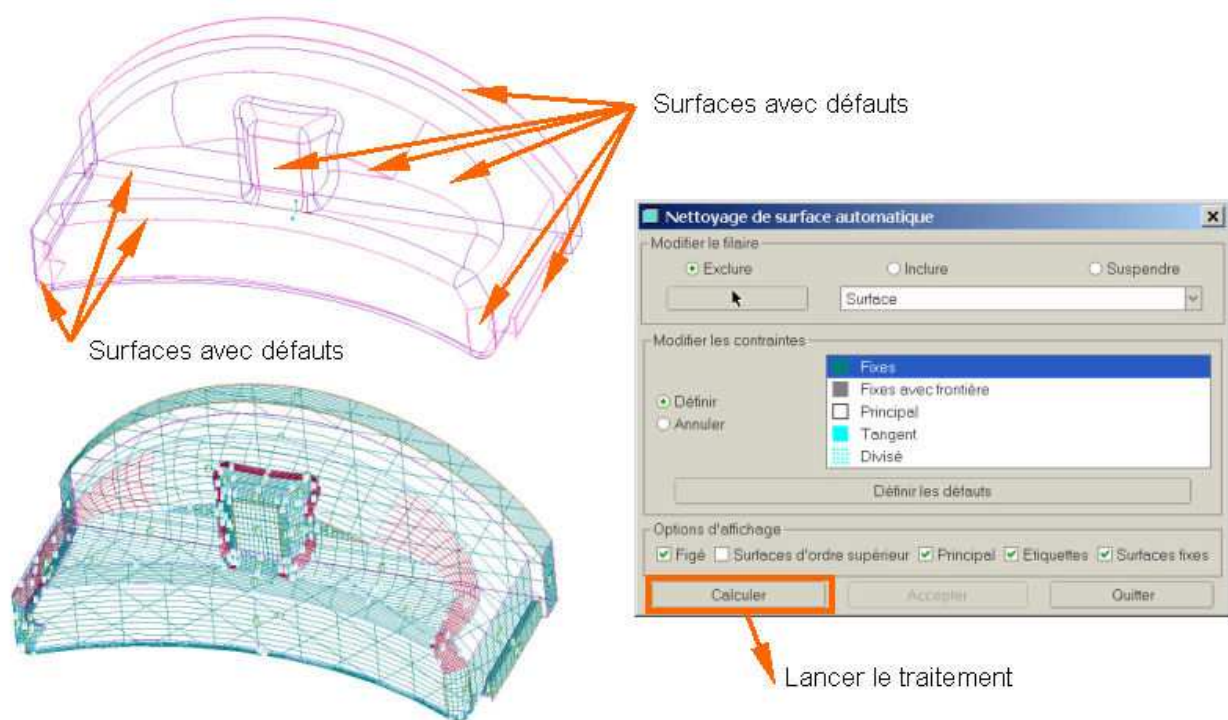 Surfaces avec défauts
Surfaces avec défauts
Nettoyage de surface automatique
Modifier le filaire
Exclure Inclure Suspendre
Surface
Modifier les contraintes
Définir
Annuler
Fixes
Fixes avec frontière
Principal
Tangent
Divisé
Définir les défauts
Options d'affichage
Figé Surfaces d'ordre supérieur Principal Etiquettes Surfaces fixes
Calculer Accepter Quitter
Lancer le traitement